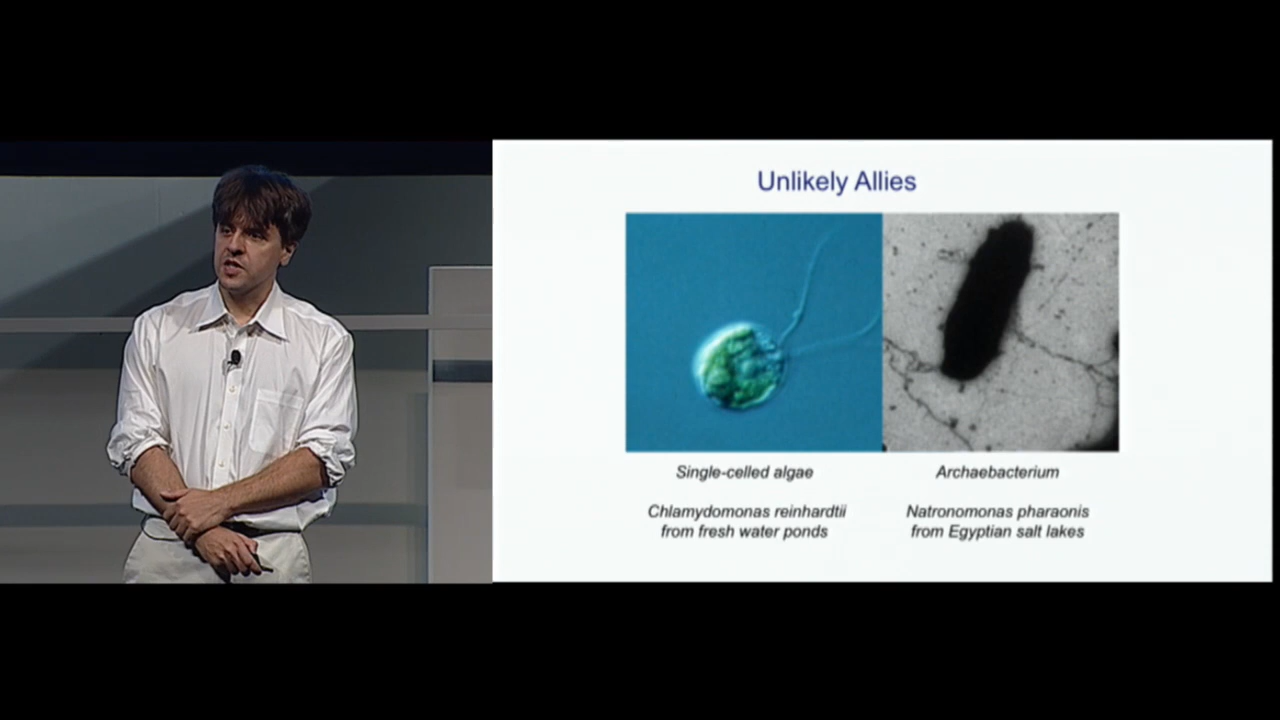 Unlikely Allies
Single-celled algae
Archaebacterium
Chlamydomonas reinhardtii
from fresh water ponds
Natronomonas pharaonis
from Egyptian salt lakes